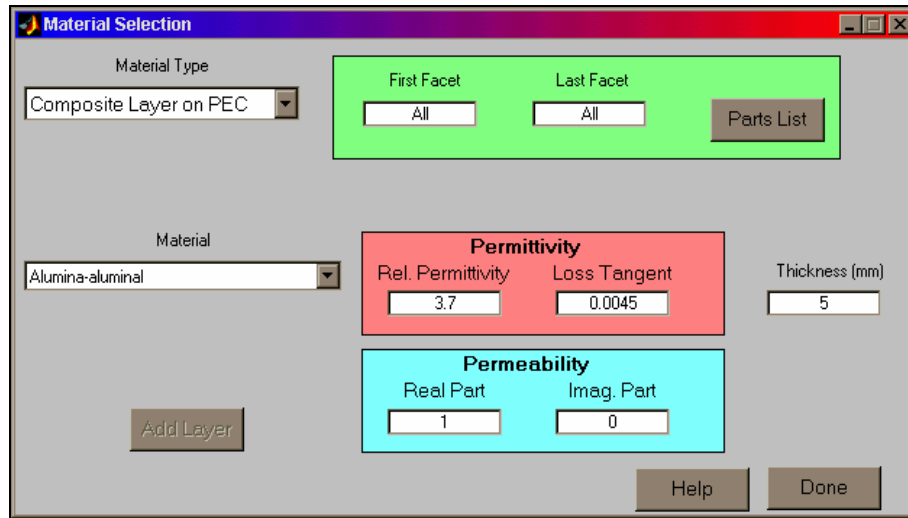 Material Selection
Material Type
Composite Layer on PEC
First Facet
Last Facet
All
All
Parts List
Material
Alumina-aluminal
Permittivity
Rel. Permittivity
Loss Tangent
3.7
0.0045
Thickness (mm)
5
Permeability
Real Part
Imag. Part
1
0
Add Layer
Help
Done